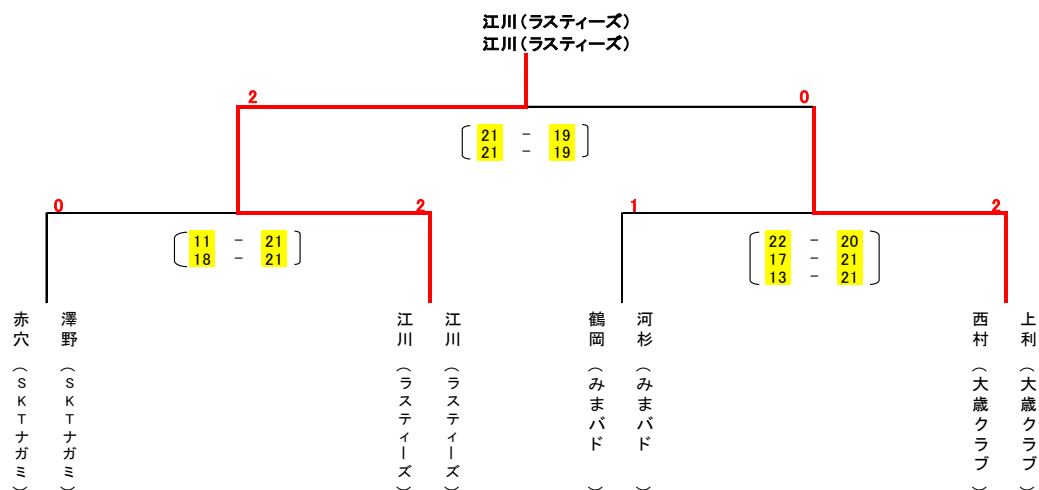 江川（ラスティーズ）
江川（ラスティーズ）
2
0
21 － 19
21 － 19
0
2
1
2
11 － 21
18 － 21
22 － 20
17 － 21
13 － 21
赤穴（ＳＫＴナガミ）
澤野（ＳＫＴナガミ）
江川（ラスティーズ）
江川（ラスティーズ）
鶴岡（みまバド　）
河杉（みまバド　）
西村（大歳クラブ）
上利（大歳クラブ）